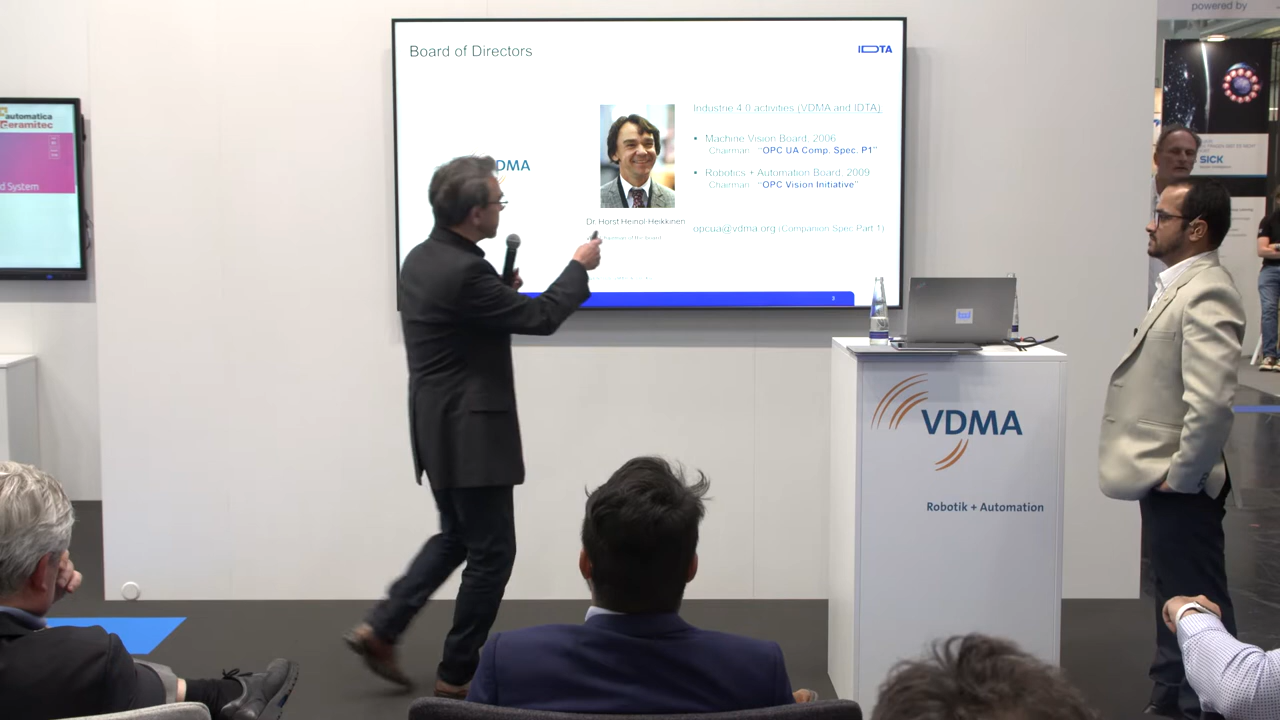 powered by
Board of Directors
IDTA
automatica
ceramitec
d System
Industrie 4.0 activities (VDMA and IDTA)
• Machine Vision Board, 2006
Chairman "OPC UA Comp. Spec. P1"
• Robotics + Automation Board, 2009
Chairman "OPC Vision Initiative"
DMA
Dr. Horst Heinol-Heikkinen
opcua@vdma.org (Companion Spec. Part 1)
3
SICK
VDMA
Robotik + Automation